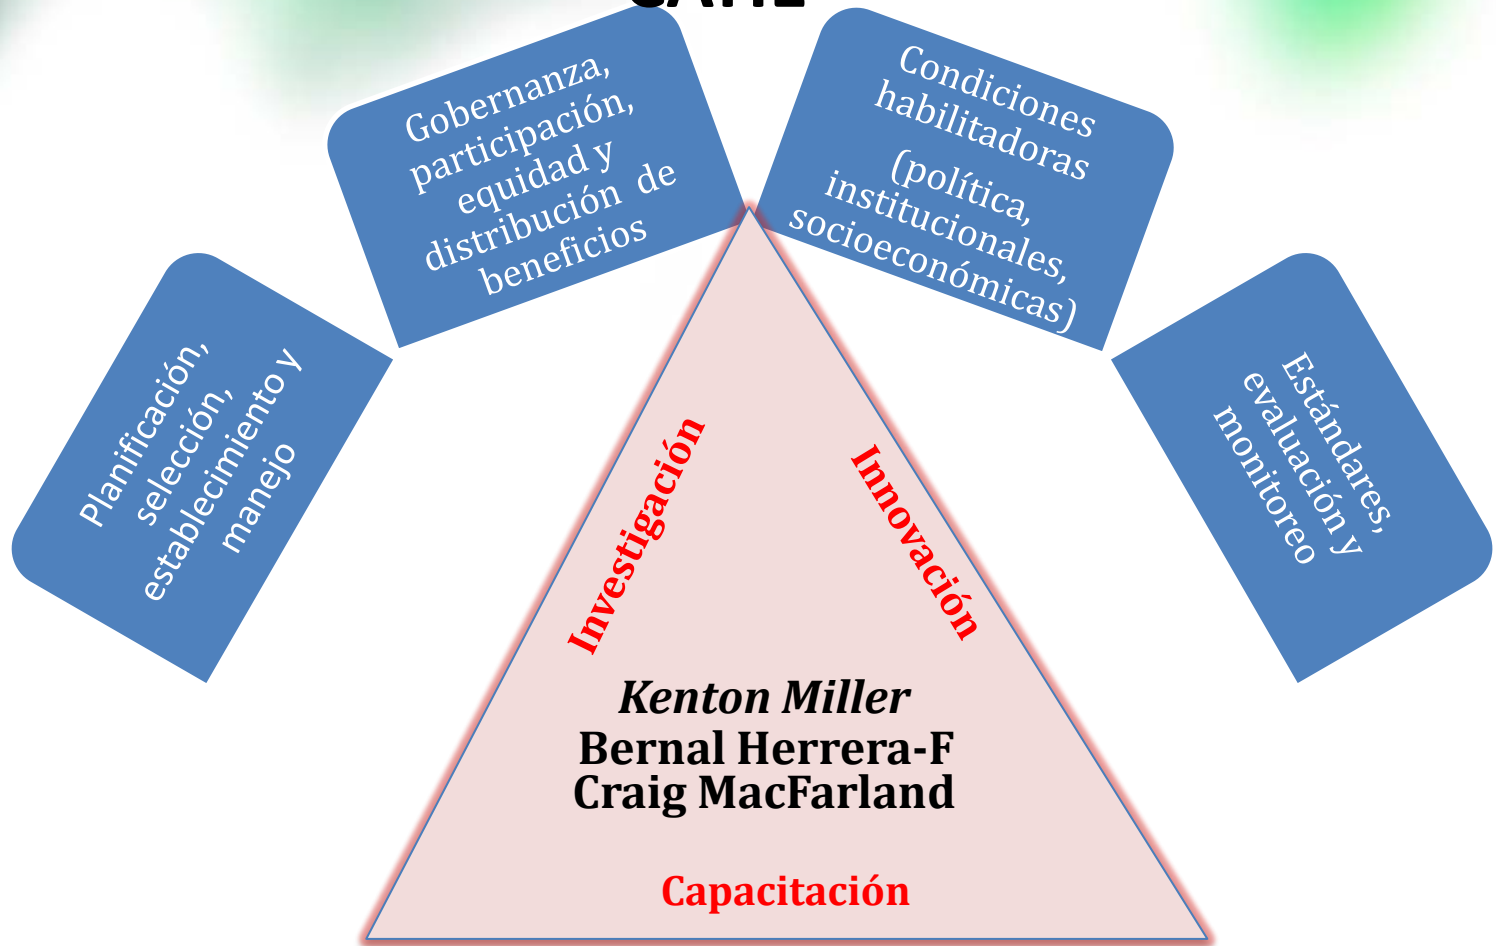 Gobernanza,
participación,
equidad y
distribución de
beneficios
Condiciones
habilitadoras
(política,
institucionales,
socioeconómicas)
Planificación,
selección,
establecimiento y
manejo
Estándares,
evaluación y
monitoreo
Investigación
Innovación
Kenton Miller
Bernal Herrera-F
Craig MacFarland
Capacitación